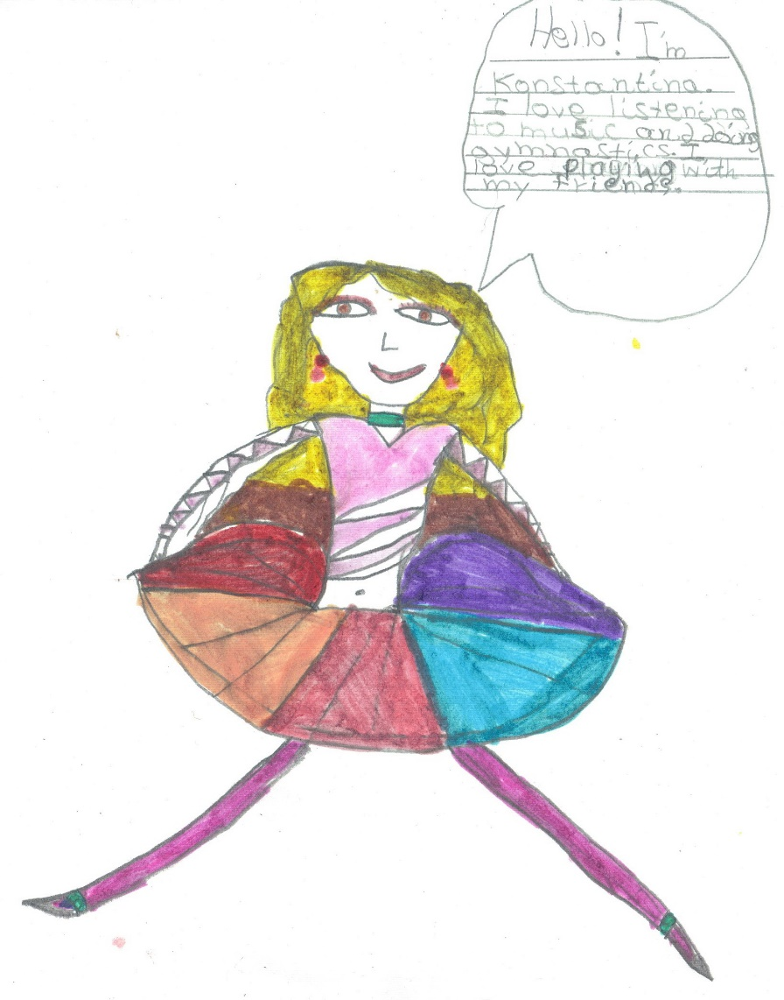 Hello! I'm
Konstantina.
I love listening
to music and doing
gymnastics. I
love playing with
my friends.